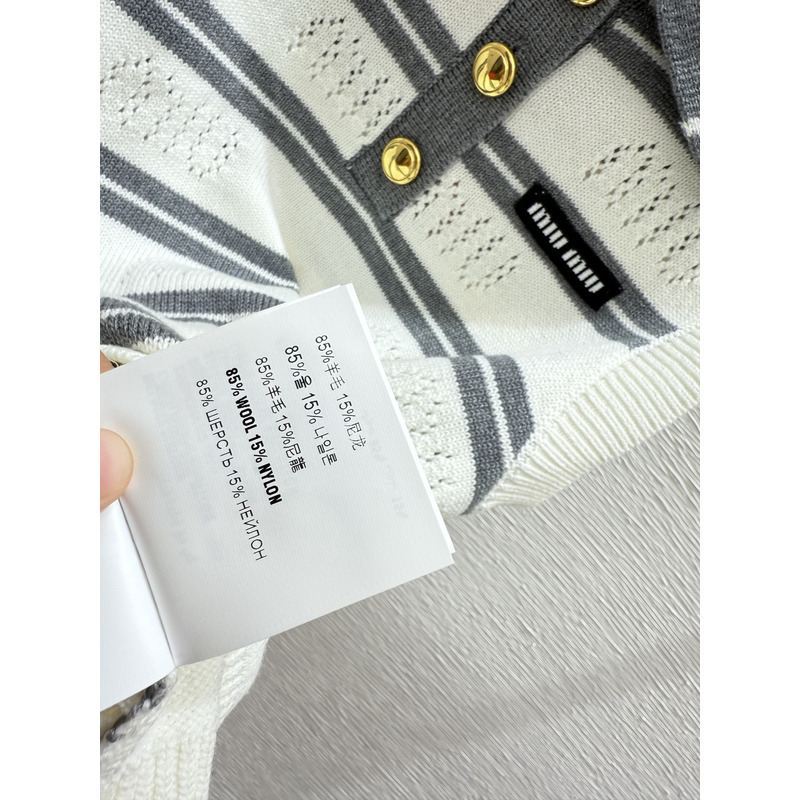 miu miu
85%羊毛 15%尼龙
85%울 15% 나일론
85%羊毛 15%尼龍
85% WOOL 15% NYLON
85% ШЕРСТЬ 15% НЕЙЛОН